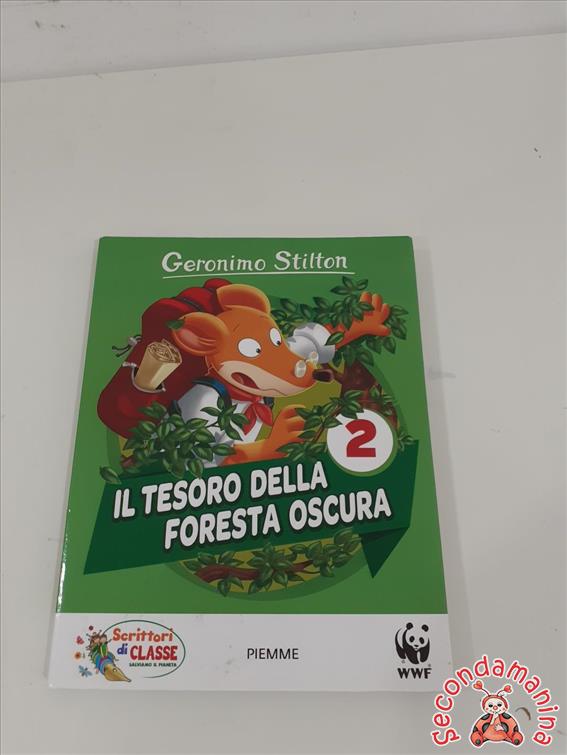 Geronimo Stilton
2
IL TESORO DELLA
FORESTA OSCURA
Scrittori
di CLASSE
SALVIAMO IL PIANETA
PIEMME
WWF
Secondamanina